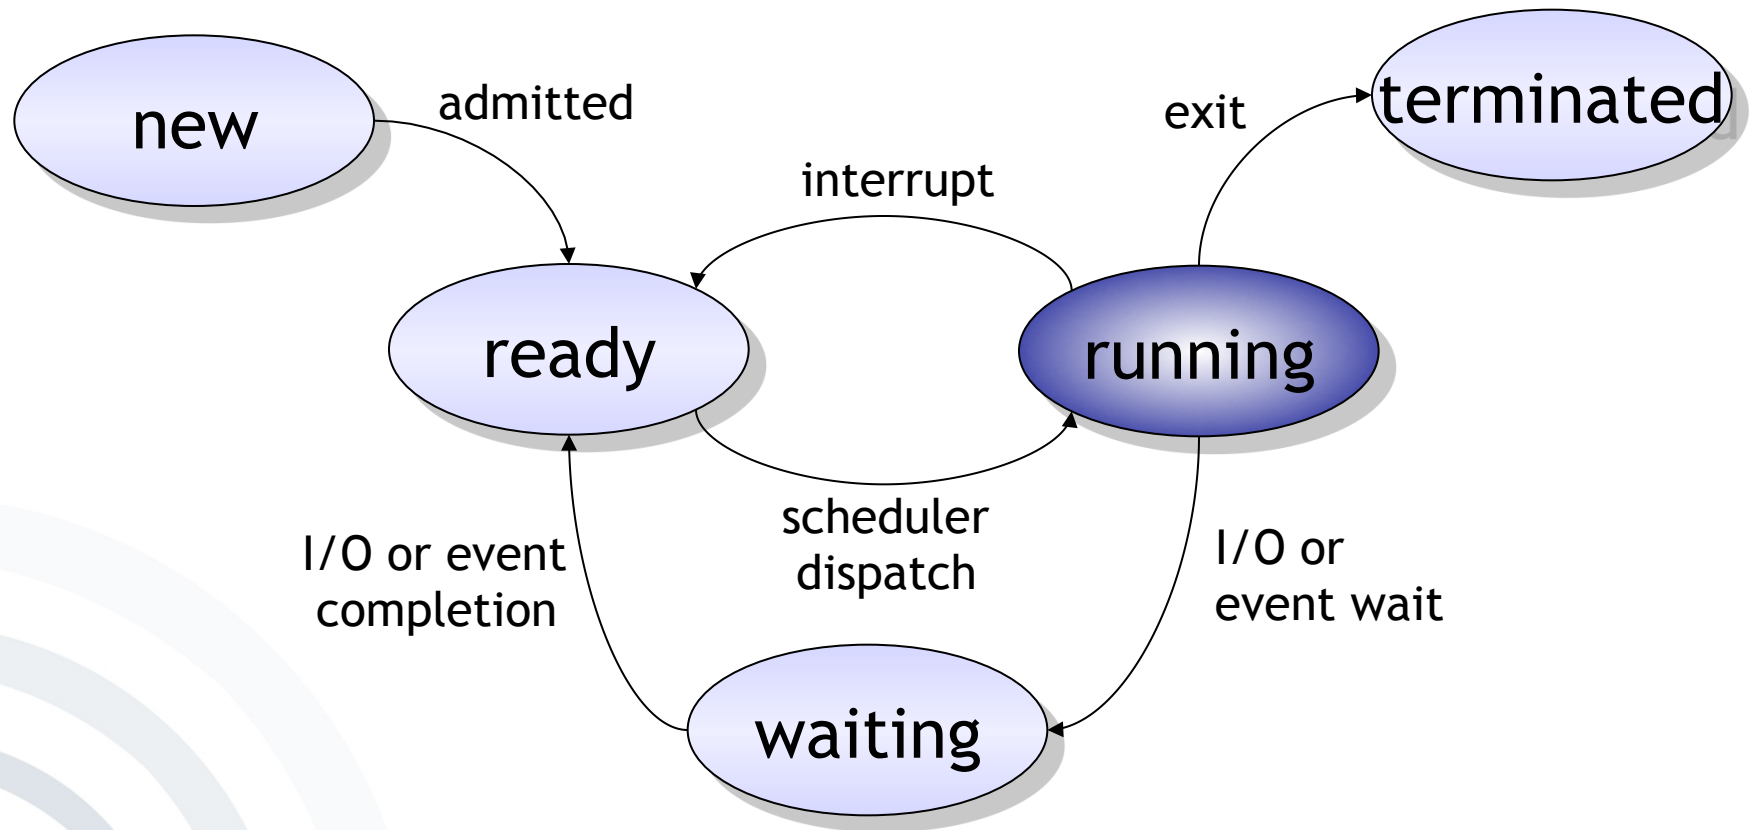 new
admitted
exit
terminated
interrupt
ready
running
scheduler
dispatch
I/O or event
completion
I/O or
event wait
waiting